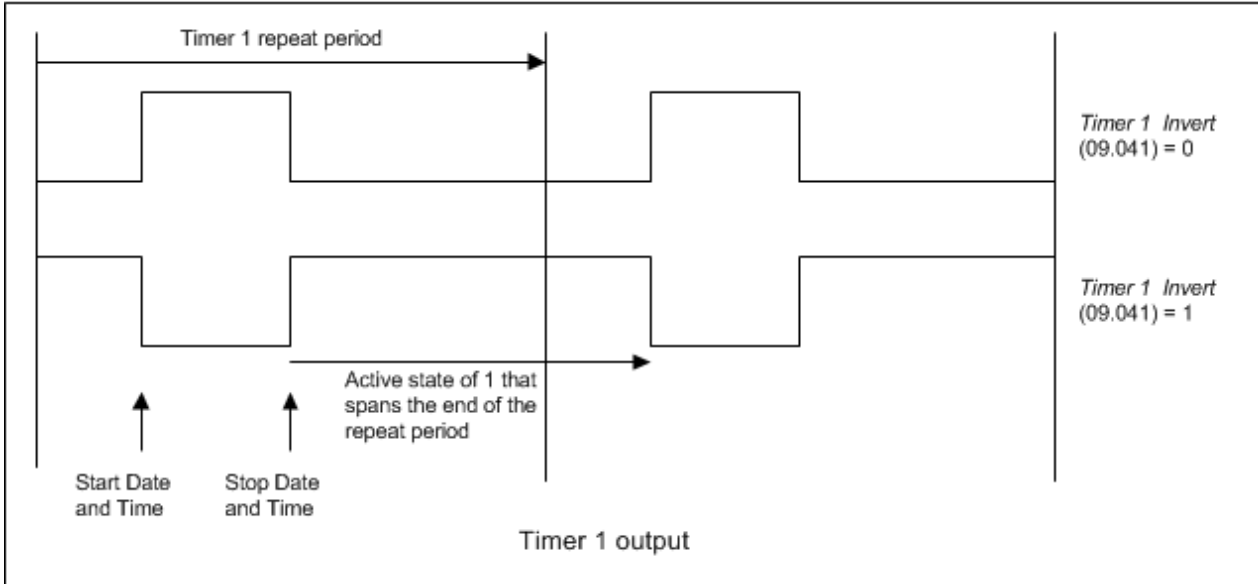 Timer 1 repeat period
Timer 1 Invert
(09.041) = 0
Timer 1 Invert
(09.041) = 1
Active state of 1 that
spans the end of the
repeat period
Start Date
and Time
Stop Date
and Time
Timer 1 output